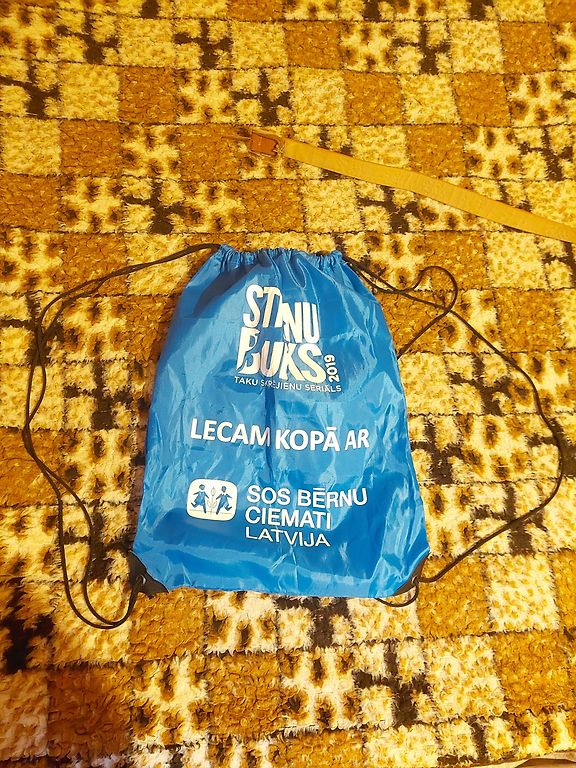 STIRNU
BUKS
2019
TAKU SKRĒJIENU SERIĀLS
LECAM KOPĀ AR
SOS BĒRNU
CIEMATI
LATVIJA